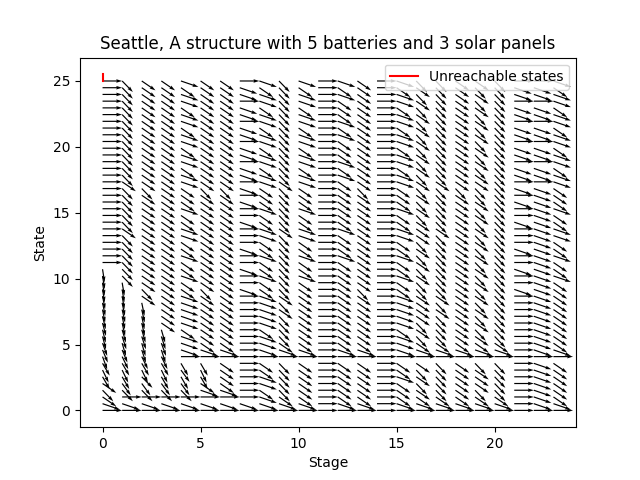 Seattle, A structure with 5 batteries and 3 solar panels
Unreachable states
25
20
15
10
5
0
State
0 5 10 15 20
Stage